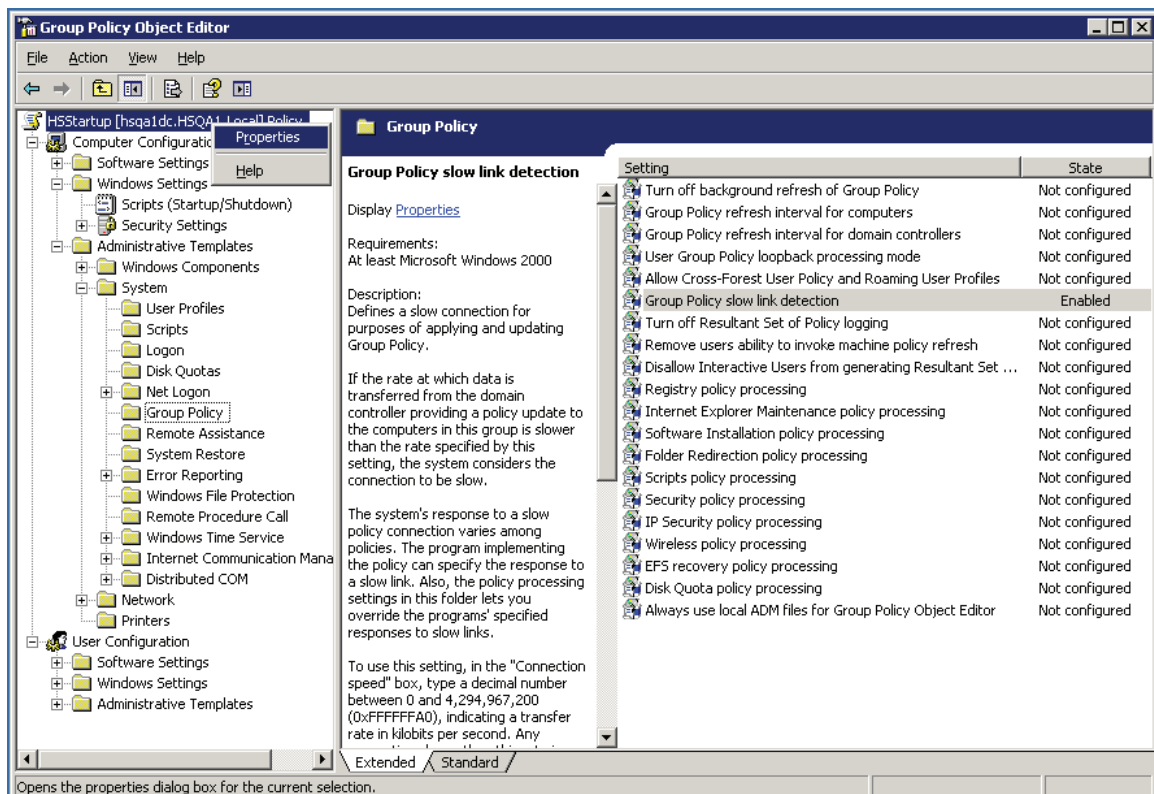 Group Policy Object Editor
File Action View Help
HSStartup [hsqa1dc.HSQA1.Local] Policy
Properties
Help
Computer Configuratio
Software Settings
Windows Settings
Scripts (Startup/Shutdown)
Security Settings
Administrative Templates
Windows Components
System
User Profiles
Scripts
Logon
Disk Quotas
Net Logon
Group Policy
Remote Assistance
System Restore
Error Reporting
Windows File Protection
Remote Procedure Call
Windows Time Service
Internet Communication Mana
Distributed COM
Network
Printers
User Configuration
Software Settings
Windows Settings
Administrative Templates
Group Policy
Group Policy slow link detection
Display Properties
Requirements:
At least Microsoft Windows 2000
Description:
Defines a slow connection for
purposes of applying and updating
Group Policy.
If the rate at which data is
transferred from the domain
controller providing a policy update to
the computers in this group is slower
than the rate specified by this
setting, the system considers the
connection to be slow.
The system's response to a slow
policy connection varies among
policies. The program implementing
the policy can specify the response to
a slow link. Also, the policy processing
settings in this folder lets you
override the programs' specified
responses to slow links.
To use this setting, in the "Connection
speed" box, type a decimal number
between 0 and 4,294,967,200
(0xFFFFFFA0), indicating a transfer
rate in kilobits per second. Any
Setting State
Turn off background refresh of Group Policy Not configured
Group Policy refresh interval for computers Not configured
Group Policy refresh interval for domain controllers Not configured
User Group Policy loopback processing mode Not configured
Allow Cross-Forest User Policy and Roaming User Profiles Not configured
Group Policy slow link detection Enabled
Turn off Resultant Set of Policy logging Not configured
Remove users ability to invoke machine policy refresh Not configured
Disallow Interactive Users from generating Resultant Set ... Not configured
Registry policy processing Not configured
Internet Explorer Maintenance policy processing Not configured
Software Installation policy processing Not configured
Folder Redirection policy processing Not configured
Scripts policy processing Not configured
Security policy processing Not configured
IP Security policy processing Not configured
Wireless policy processing Not configured
EFS recovery policy processing Not configured
Disk Quota policy processing Not configured
Always use local ADM files for Group Policy Object Editor Not configured
Extended Standard
Opens the properties dialog box for the current selection.